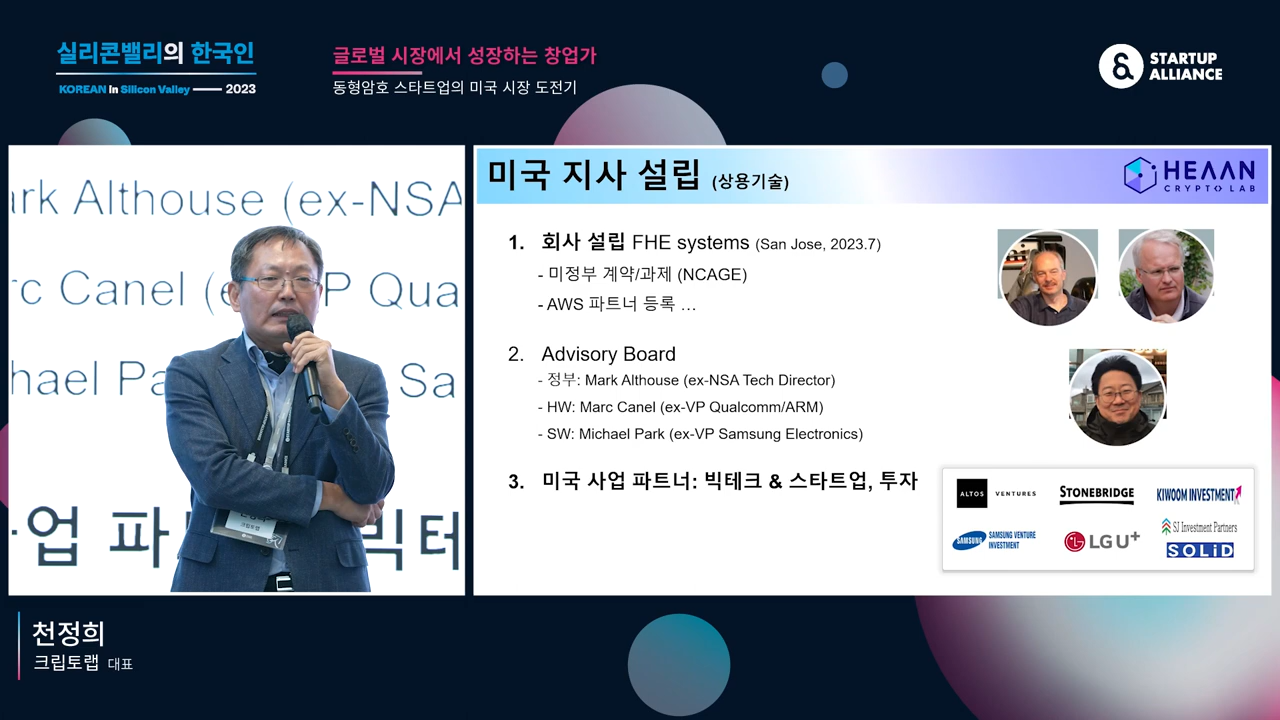 실리콘밸리의 한국인
KOREAN in Silicon Valley 2023
글로벌 시장에서 성장하는 창업가
동형암호 스타트업의 미국 시장 도전기
STARTUP
ALLIANCE
ark Althouse (ex-NSA
rc Canel (e VP Qua
hael Pa Sa
업 파 빅테
크립토랩
미국 지사 설립 (상용기술)
HEAAN
CRYPTO LAB
1. 회사 설립 FHE systems (San Jose, 2023.7)
- 미정부 계약/과제 (NCAGE)
- AWS 파트너 등록 …
2. Advisory Board
- 정부: Mark Althouse (ex-NSA Tech Director)
- HW: Marc Canel (ex-VP Qualcomm/ARM)
- SW: Michael Park (ex-VP Samsung Electronics)
3. 미국 사업 파트너: 빅테크 & 스타트업, 투자
ALTOS VENTURES
STONEBRIDGE
KIWOOM INVESTMENT
SAMSUNG SAMSUNG VENTURE
INVESTMENT
LG U+
SJ Investment Partners
SOLiD
천정희
크립토랩 대표